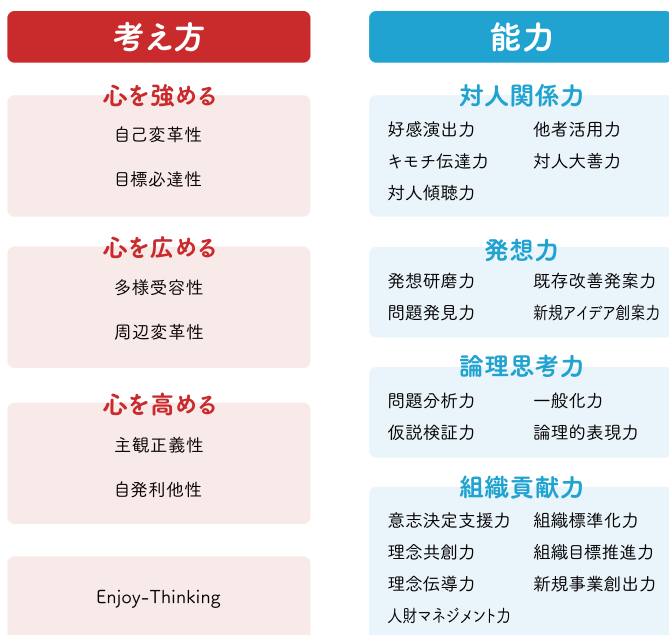 考え方
心を強める
自己変革性
目標必達性
心を広める
多様受容性
周辺変革性
心を高める
主観正義性
自発利他性
Enjoy-Thinking
能力
対人関係力
好感演出力 他者活用力
キモチ伝達力 対人大善力
対人傾聴力
発想力
発想研磨力 既存改善発案力
問題発見力 新規アイデア創案力
論理思考力
問題分析力 一般化力
仮説検証力 論理的表現力
組織貢献力
意志決定支援力 組織標準化力
理念共創力 組織目標推進力
理念伝導力 新規事業創出力
人財マネジメント力